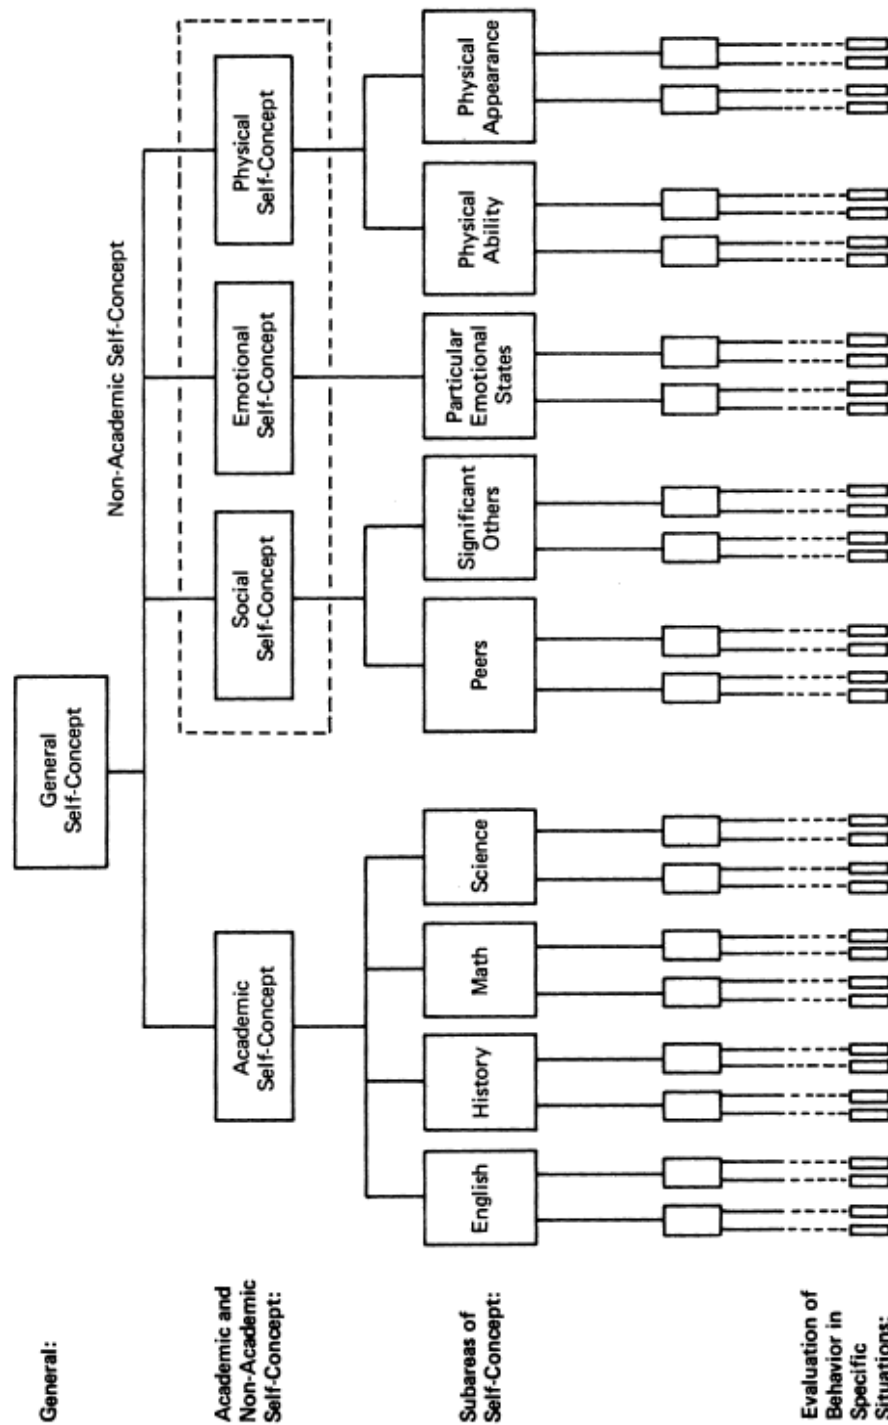 General:
General
Self-Concept
Non-Academic Self-Concept
Academic and
Non-Academic
Self-Concept:
Academic
Self-Concept
Social
Self-Concept
Emotional
Self-Concept
Physical
Self-Concept
Subareas of
Self-Concept:
English
History
Math
Science
Peers
Significant
Others
Particular
Emotional
States
Physical
Ability
Physical
Appearance
Evaluation of
Behavior in
Specific
Situations: